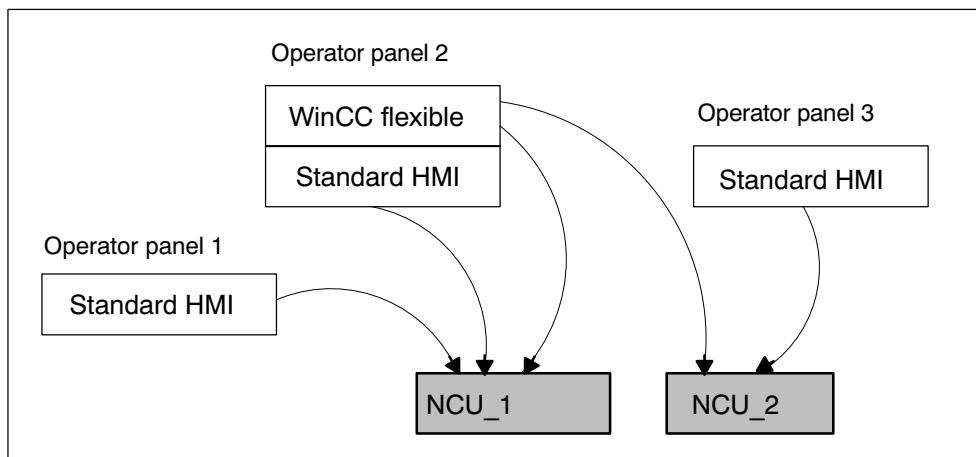 Operator panel 2
WinCC flexible
Standard HMI
Operator panel 3
Standard HMI
Operator panel 1
Standard HMI
NCU_1
NCU_2